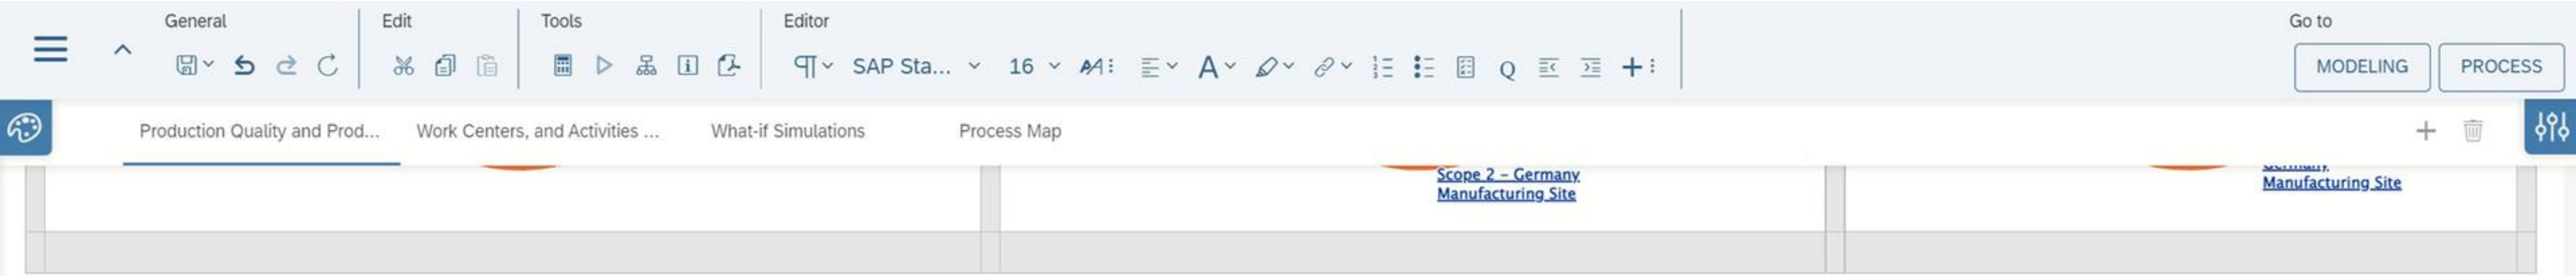 General
Edit
Tools
Editor
Go to
SAP Sta...
16
MODELING
PROCESS
Production Quality and Prod...
Work Centers, and Activities ...
What-if Simulations
Process Map
Scope 2 – Germany
Manufacturing Site
Germany
Manufacturing Site